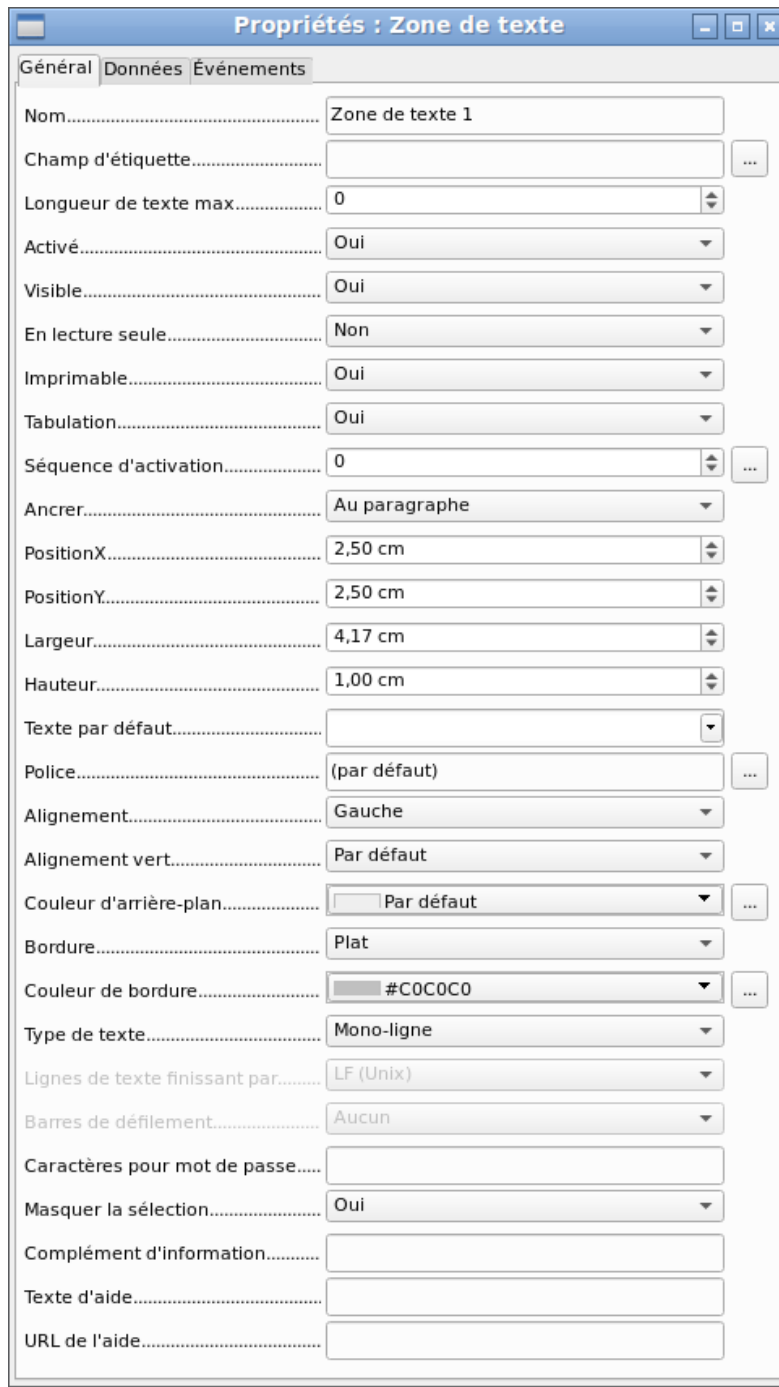 Propriétés : Zone de texte
Général Données Événements
Nom Zone de texte 1
Champ d'étiquette ...
Longueur de texte max 0
Activé Oui
Visible Oui
En lecture seule Non
Imprimable Oui
Tabulation Oui
Séquence d'activation 0 ...
Ancrer Au paragraphe
PositionX 2,50 cm
PositionY 2,50 cm
Largeur 4,17 cm
Hauteur 1,00 cm
Texte par défaut
Police (par défaut) ...
Alignement Gauche
Alignement vert Par défaut
Couleur d'arrière-plan Par défaut ...
Bordure Plat
Couleur de bordure #C0C0C0 ...
Type de texte Mono-ligne
Lignes de texte finissant par LF (Unix)
Barres de défilement Aucun
Caractères pour mot de passe
Masquer la sélection Oui
Complément d'information
Texte d'aide
URL de l'aide